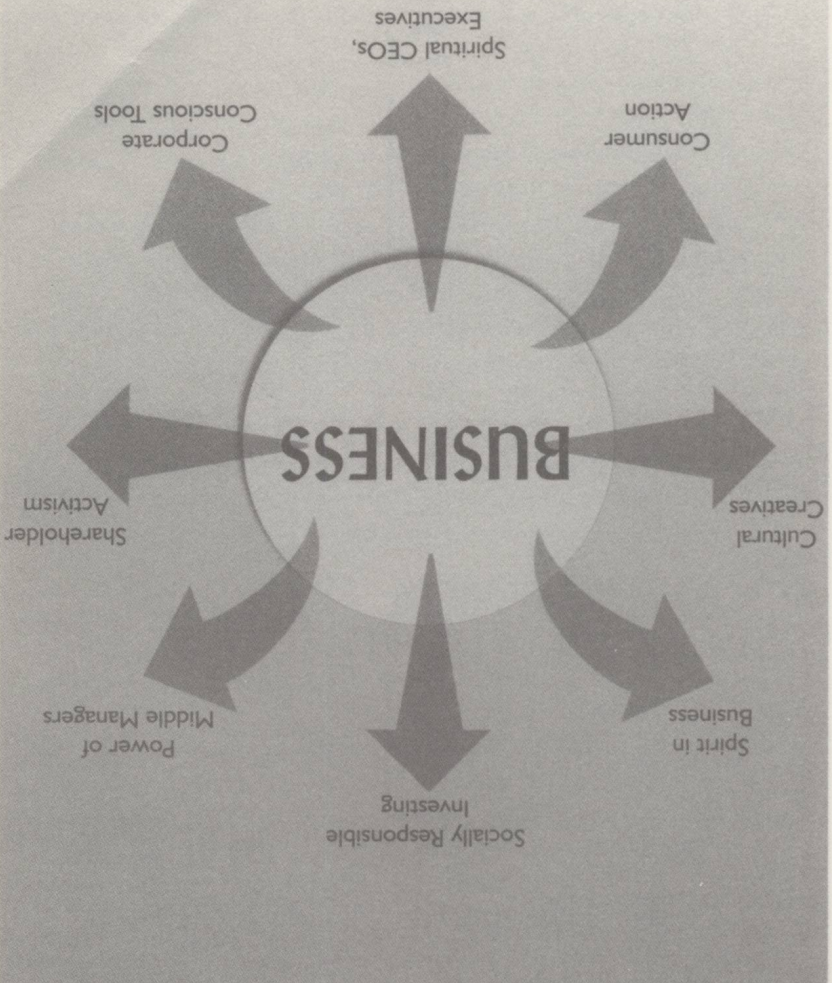 Socially Responsible
Investing
Spirit in
Business
Power of
Middle Managers
Cultural
Creatives
Shareholder
Activism
BUSINESS
Consumer
Action
Corporate
Conscious Tools
Spiritual CEOs,
Executives